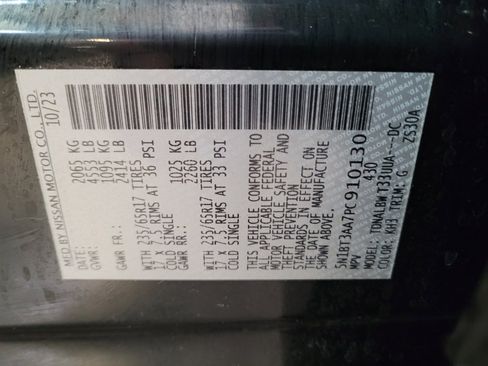 MFD BY NISSAN MOTOR CO., LTD.
10/23
GVWR: 2065 KG
4553 LB
GAWR FR: 1095 KG
2414 LB
WITH 235/65R17 TIRES
17 X 7.5 RIMS AT 36 PSI
COLD SINGLE
GAWR RR: 1025 KG
2260 LB
WITH 235/65R17 TIRES
17 X 7.5 RIMS AT 33 PSI
COLD SINGLE
THIS VEHICLE CONFORMS TO
ALL APPLICABLE FEDERAL
MOTOR VEHICLE SAFETY AND
THEFT PREVENTION
STANDARDS IN EFFECT ON
THE DATE OF MANUFACTURE
SHOWN ABOVE.
5N1BT3AA7PC910130
MPV 430
MODEL: TDNALBWT33UDA---DC
COLOR: KH3 TRIM: G ZS3DA